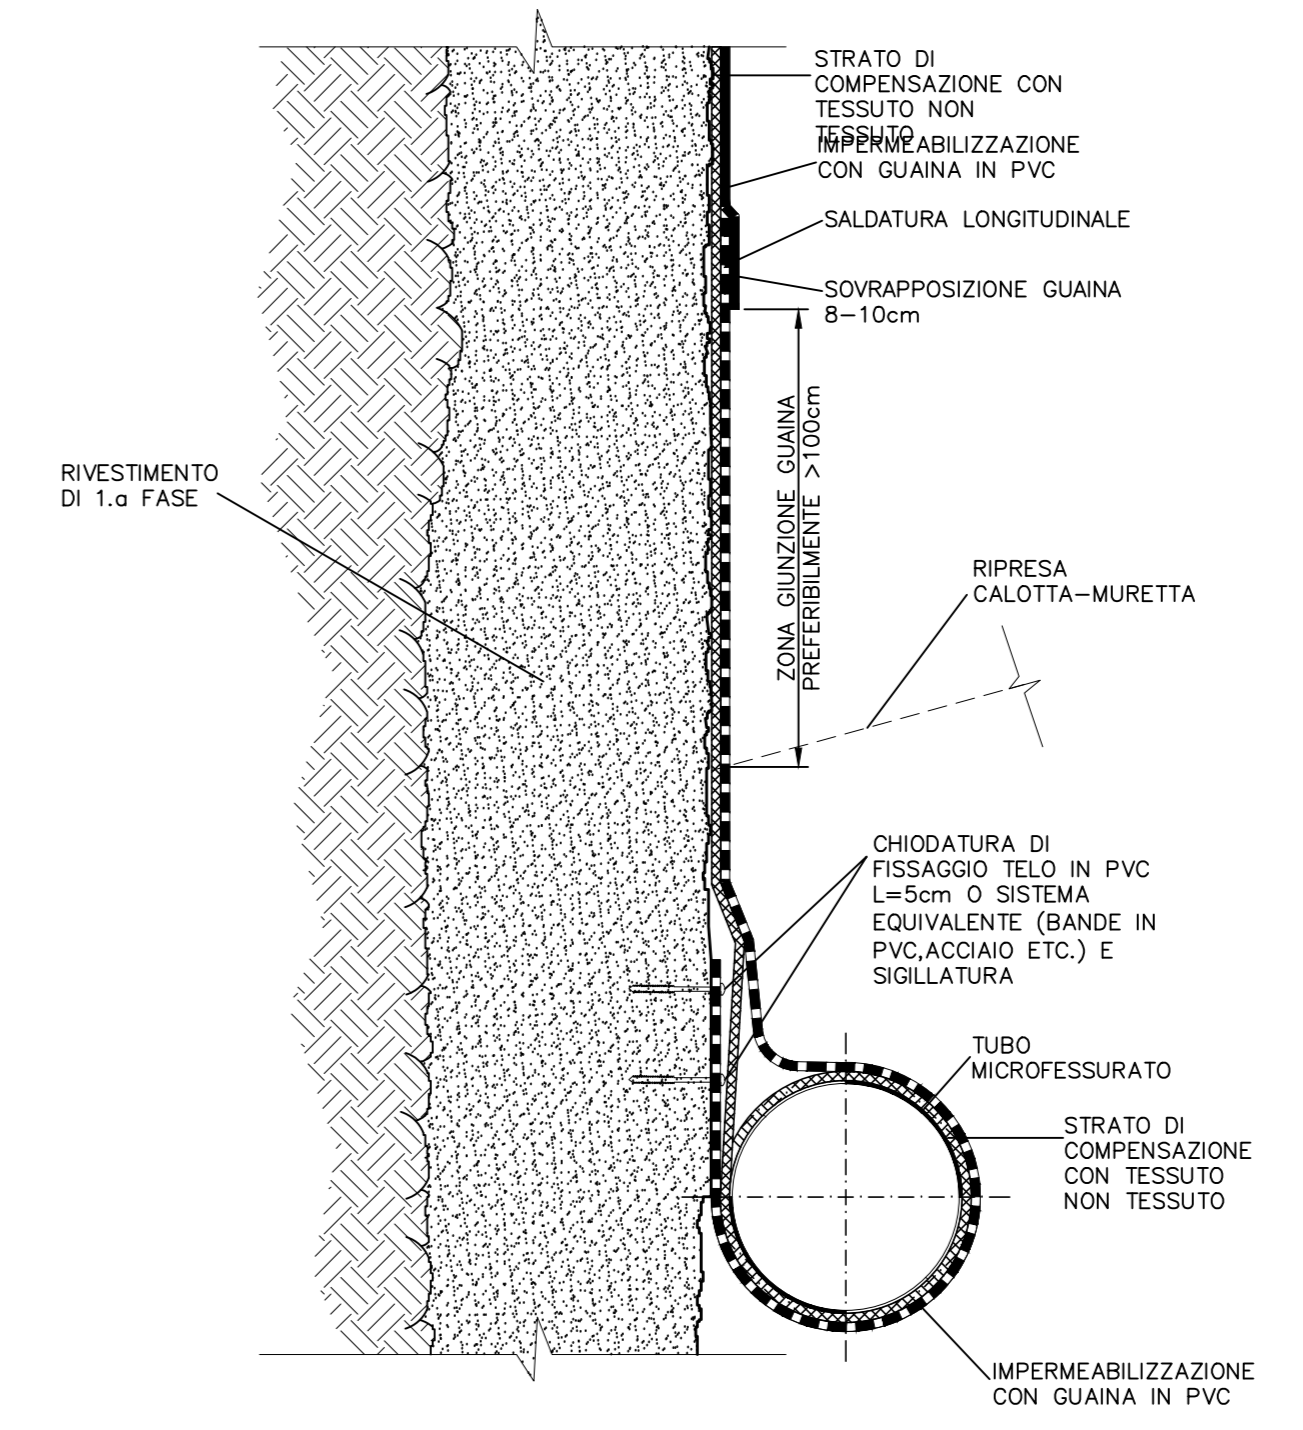 STRATO DI
COMPENSAZIONE CON
TESSUTO NON
TESSUTO
IMPERMEABILIZZAZIONE
CON GUAINA IN PVC
SALDATURA LONGITUDINALE
SOVRAPPOSIZIONE GUAINA
8-10cm
ZONA GIUNZIONE GUAINA
PREFERIBILMENTE >100cm
RIVESTIMENTO
DI 1.a FASE
RIPRESA
CALOTTA-MURETTA
CHIODATURA DI
FISSAGGIO TELO IN PVC
L=5cm O SISTEMA
EQUIVALENTE (BANDE IN
PVC,ACCIAIO ETC.) E
SIGILLATURA
TUBO
MICROFESSURATO
STRATO DI
COMPENSAZIONE
CON TESSUTO
NON TESSUTO
IMPERMEABILIZZAZIONE
CON GUAINA IN PVC